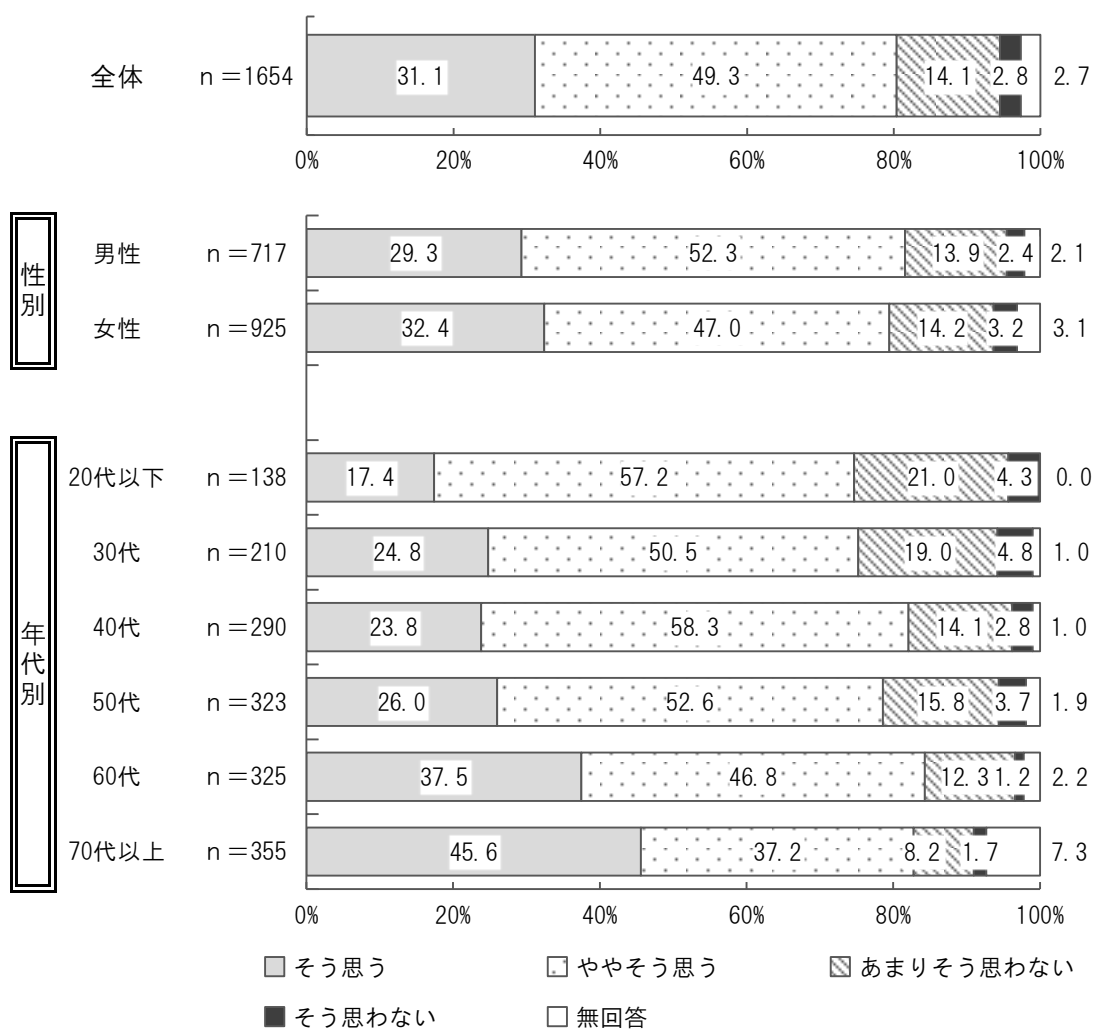 全体 n=1654 31.1 49.3 14.1 2.8 2.7
0% 20% 40% 60% 80% 100%
性別
男性 n=717 29.3 52.3 13.9 2.4 2.1
女性 n=925 32.4 47.0 14.2 3.2 3.1
年代別
20代以下 n=138 17.4 57.2 21.0 4.3 0.0
30代 n=210 24.8 50.5 19.0 4.8 1.0
40代 n=290 23.8 58.3 14.1 2.8 1.0
50代 n=323 26.0 52.6 15.8 3.7 1.9
60代 n=325 37.5 46.8 12.3 1.2 2.2
70代以上 n=355 45.6 37.2 8.2 1.7 7.3
0% 20% 40% 60% 80% 100%
そう思う ややそう思う あまりそう思わない
そう思わない 無回答